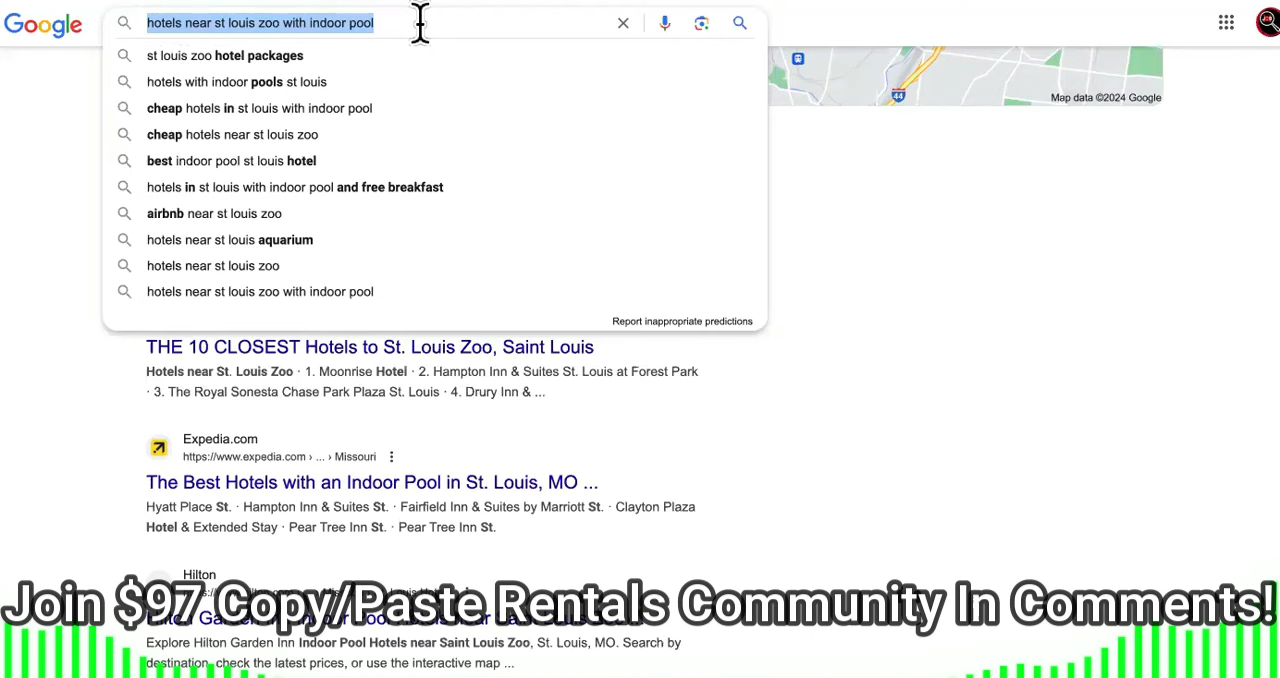 Google
hotels near st louis zoo with indoor pool
st louis zoo hotel packages
hotels with indoor pools st louis
cheap hotels in st louis with indoor pool
cheap hotels near st louis zoo
best indoor pool st louis hotel
hotels in st louis with indoor pool and free breakfast
airbnb near st louis zoo
hotels near st louis aquarium
hotels near st louis zoo
hotels near st louis zoo with indoor pool
Report inappropriate predictions
44
Map data ©2024 Google
THE 10 CLOSEST Hotels to St. Louis Zoo, Saint Louis
Hotels near St. Louis Zoo · 1. Moonrise Hotel · 2. Hampton Inn & Suites St. Louis at Forest Park
· 3. The Royal Sonesta Chase Park Plaza St. Louis · 4. Drury Inn & ...
Expedia.com
https://www.expedia.com › ... › Missouri
The Best Hotels with an Indoor Pool in St. Louis, MO ...
Hyatt Place St. · Hampton Inn & Suites St. · Fairfield Inn & Suites by Marriott St. · Clayton Plaza
Hotel & Extended Stay · Pear Tree Inn St. · Pear Tree Inn St.
Hilton
Join $97 Copy/Paste Rentals Community In Comments!
Explore Hilton Garden Inn Indoor Pool Hotels near Saint Louis Zoo, St. Louis, MO. Search by
destination, check the latest prices, or use the interactive map ...